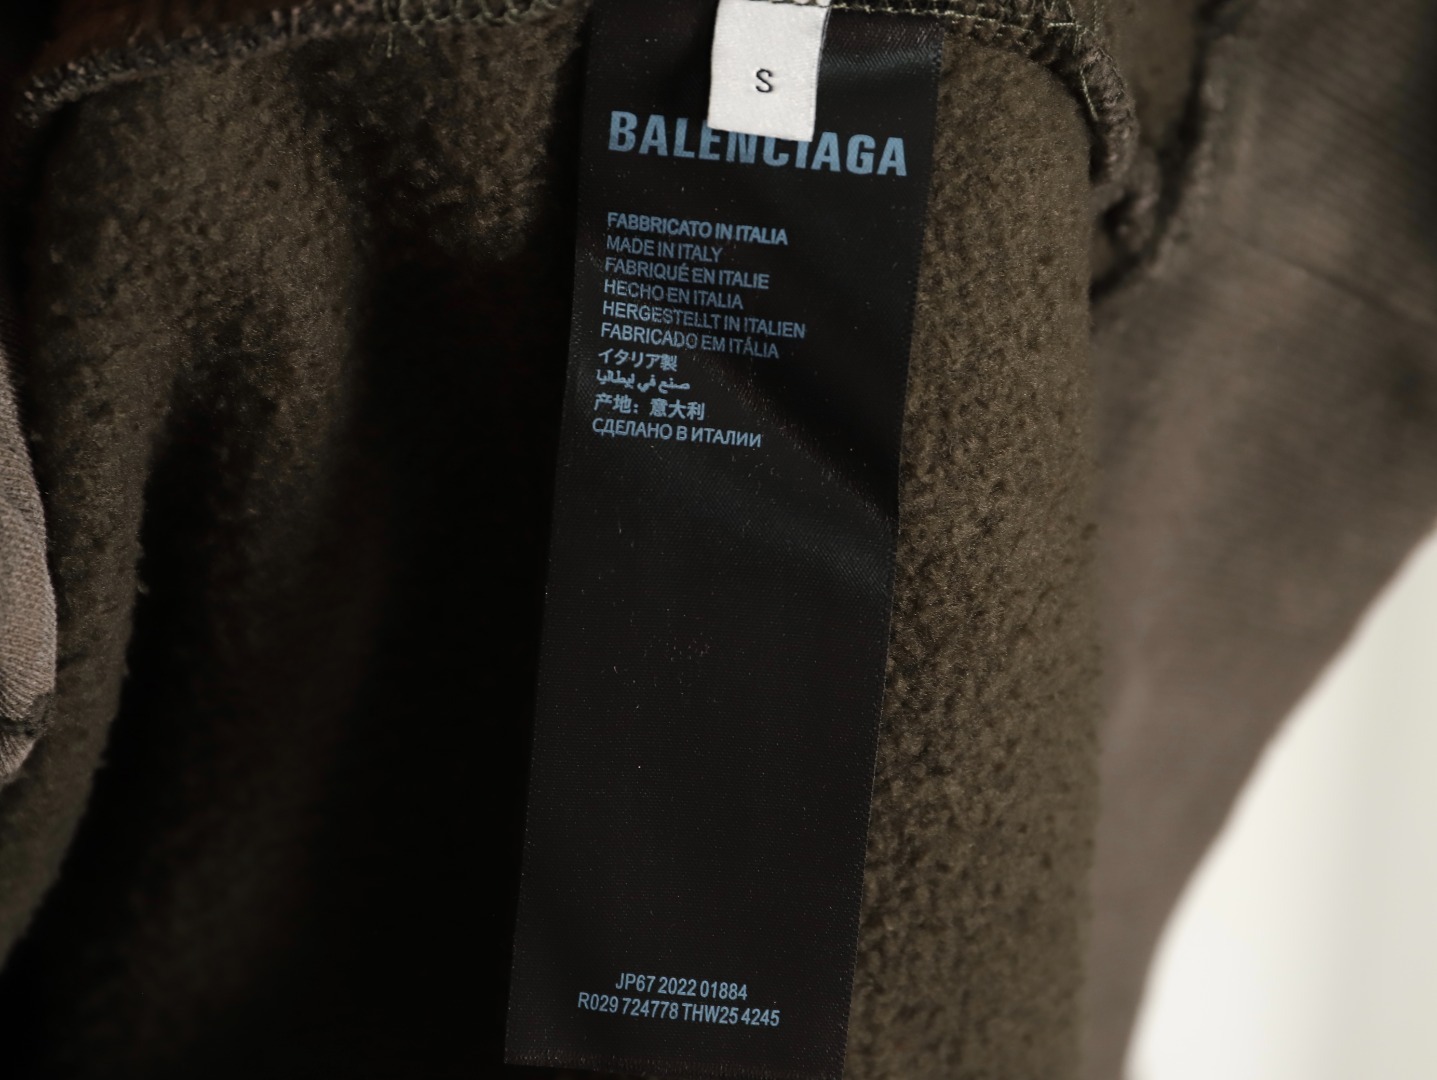 S
BALENCIAGA
FABBRICATO IN ITALIA
MADE IN ITALY
FABRIQUÉ EN ITALIE
HECHO EN ITALIA
HERGESTELLT IN ITALIEN
FABRICADO EM ITÁLIA
イタリア製
صنع في إيطاليا
产地：意大利
СДЕЛАНО В ИТАЛИИ
JP67 2022 01884
R029 724778 THW25 4245